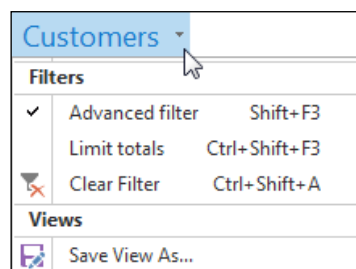 Customers
Filters
Advanced filter Shift+F3
Limit totals Ctrl+Shift+F3
Clear Filter Ctrl+Shift+A
Views
Save View As...